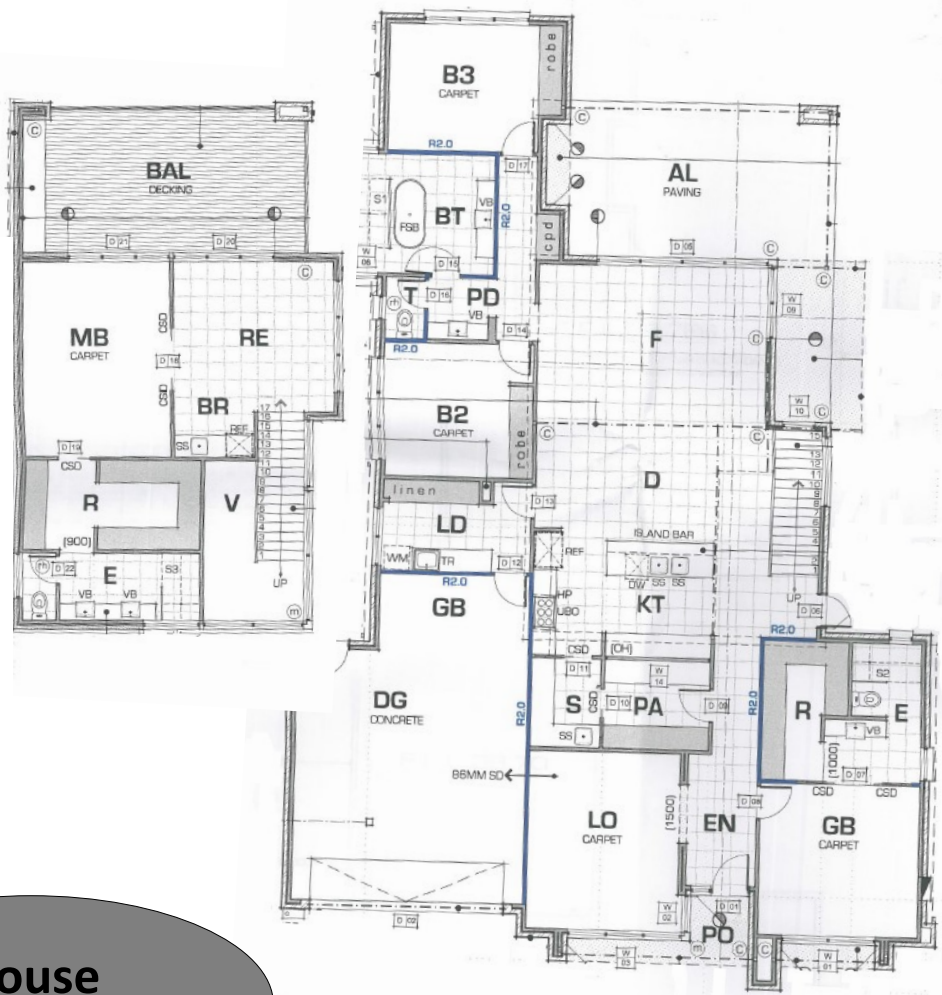 B3
CARPET
robe
R2.0
D 17
BAL
DECKING
D 21
D 20
AL
PAVING
S1
FSB
BT
VB
R2.0
cpd
D 05
W
08
D 15
T
D 16
PD
VB
D 14
R2.0
MB
CARPET
CSD
D 18
CSD
RE
BR
REF
SS
F
W
09
W
10
B2
CARPET
robe
D 19
CSD
R
(900)
V
UP
D 22
E
VB
VB
S3
linen
LD
WM
TR
D 13
D 12
R2.0
D
REF
ISLAND BAR
DW
SS
SS
HP
UBO
KT
UP
D 06
GB
DG
CONCRETE
R2.0
CSD
(OH)
D 11
S
CSD
D 10
W
14
PA
D 09
SS
R2.0
R2.0
R
S2
E
VB
(1000)
D 07
CSD
CSD
86MM SD
LO
CARPET
(1500)
EN
D 08
GB
CARPET
D 02
W
02
D 01
PO
W
03
W
01
ouse